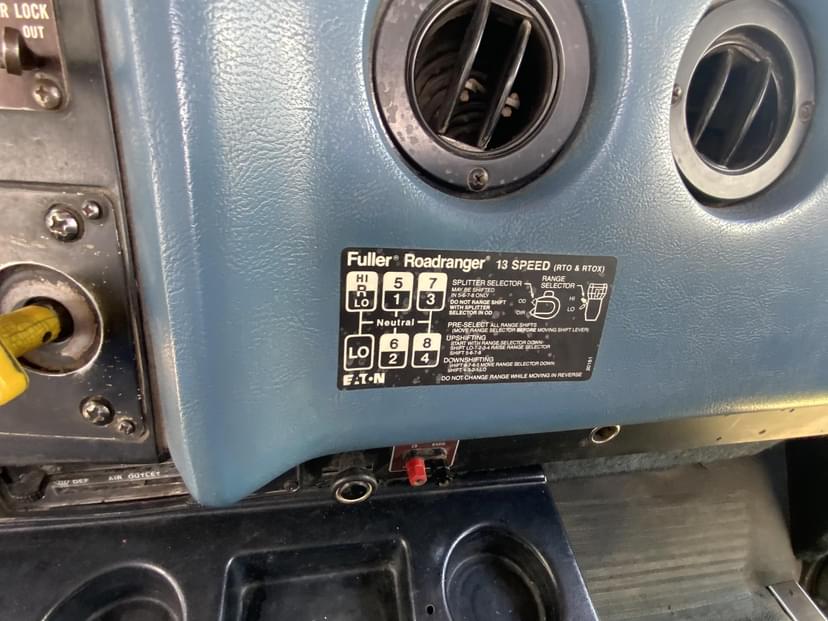 R LOCK
OUT
Fuller® Roadranger® 13 SPEED (RTO & RTOX)
HI
R
LO
5
1
7
3
SPLITTER SELECTOR
MAY BE SHIFTED
IN 5-6-7-8 ONLY
DO NOT RANGE SHIFT
WITH SPLITTER
SELECTOR IN OD
OD
DIR
RANGE
SELECTOR
HI
LO
Neutral
LO
6
2
8
4
PRE-SELECT ALL RANGE SHIFTS
(MOVE RANGE SELECTOR BEFORE MOVING SHIFT LEVER)
UPSHIFTING
START WITH RANGE SELECTOR DOWN:
SHIFT LO-1-2-3-4 RAISE RANGE SELECTOR
SHIFT 5-6-7-8
DOWNSHIFTING
SHIFT 8-7-6-5 MOVE RANGE SELECTOR DOWN
SHIFT 4-3-2-1-LO
EATON
DO NOT CHANGE RANGE WHILE MOVING IN REVERSE
AIR OUTLET